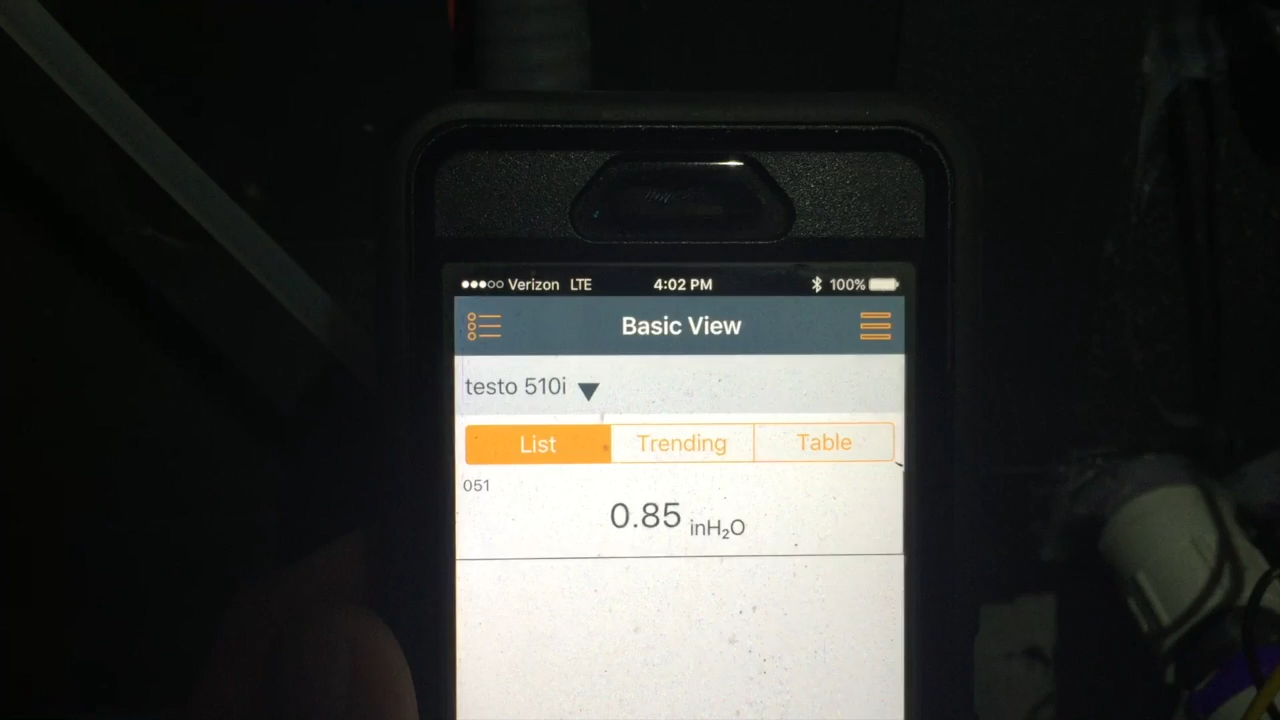 ●●●○○ Verizon LTE 4:02 PM 100%
Basic View
testo 510i ▼
List Trending Table
051
0.85 inH₂O